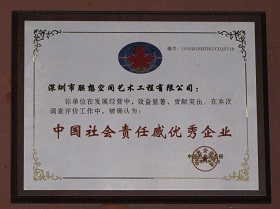 深圳市联想空间艺术工程有限公司：
你单位在发展经营中，效益显著，贡献突出。在本次
调查评价工作中，被确认为：
中国社会责任感优秀企业